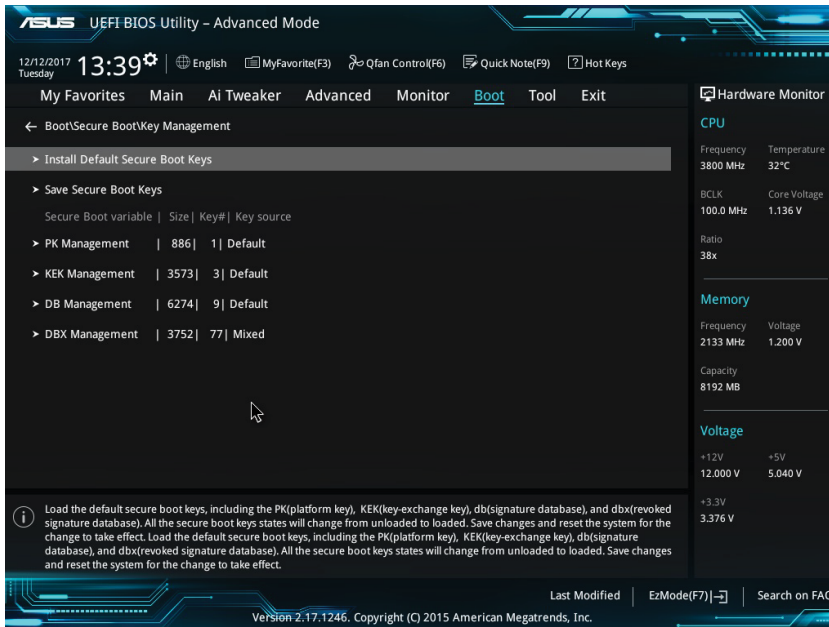 ASUS UEFI BIOS Utility – Advanced Mode
12/12/2017 Tuesday 13:39 English MyFavorite(F3) Qfan Control(F6) Quick Note(F9) ? Hot Keys
My Favorites Main Ai Tweaker Advanced Monitor Boot Tool Exit
← Boot\Secure Boot\Key Management
> Install Default Secure Boot Keys
> Save Secure Boot Keys
Secure Boot variable | Size| Key#| Key source
> PK Management | 886| 1| Default
> KEK Management | 3573| 3| Default
> DB Management | 6274| 9| Default
> DBX Management | 3752| 77| Mixed
Load the default secure boot keys, including the PK(platform key), KEK(key-exchange key), db(signature database), and dbx(revoked
signature database). All the secure boot keys states will change from unloaded to loaded. Save changes and reset the system for the
change to take effect. Load the default secure boot keys, including the PK(platform key), KEK(key-exchange key), db(signature
database), and dbx(revoked signature database). All the secure boot keys states will change from unloaded to loaded. Save changes
and reset the system for the change to take effect.
Hardware Monitor
CPU
Frequency Temperature
3800 MHz 32°C
BCLK Core Voltage
100.0 MHz 1.136 V
Ratio
38x
Memory
Frequency Voltage
2133 MHz 1.200 V
Capacity
8192 MB
Voltage
+12V +5V
12.000 V 5.040 V
+3.3V
3.376 V
Last Modified EzMode(F7) Search on FAQ
Version 2.17.1246. Copyright (C) 2015 American Megatrends, Inc.